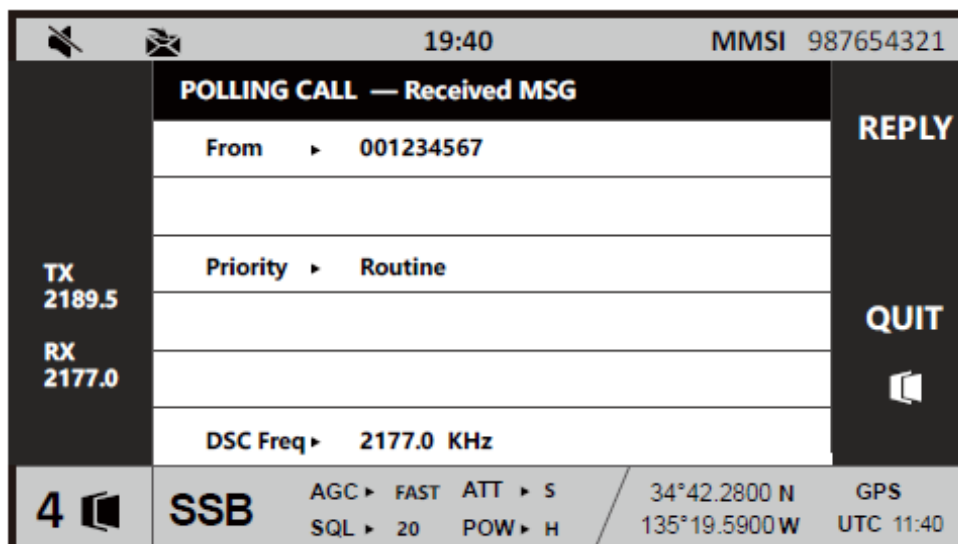 19:40 MMSI 987654321
POLLING CALL — Received MSG
From ▸ 001234567
Priority ▸ Routine
DSC Freq ▸ 2177.0 KHz
TX
2189.5
RX
2177.0
REPLY
QUIT
4 SSB
AGC ▸ FAST ATT ▸ S
SQL ▸ 20 POW ▸ H
34°42.2800 N
135°19.5900 W
GPS
UTC 11:40